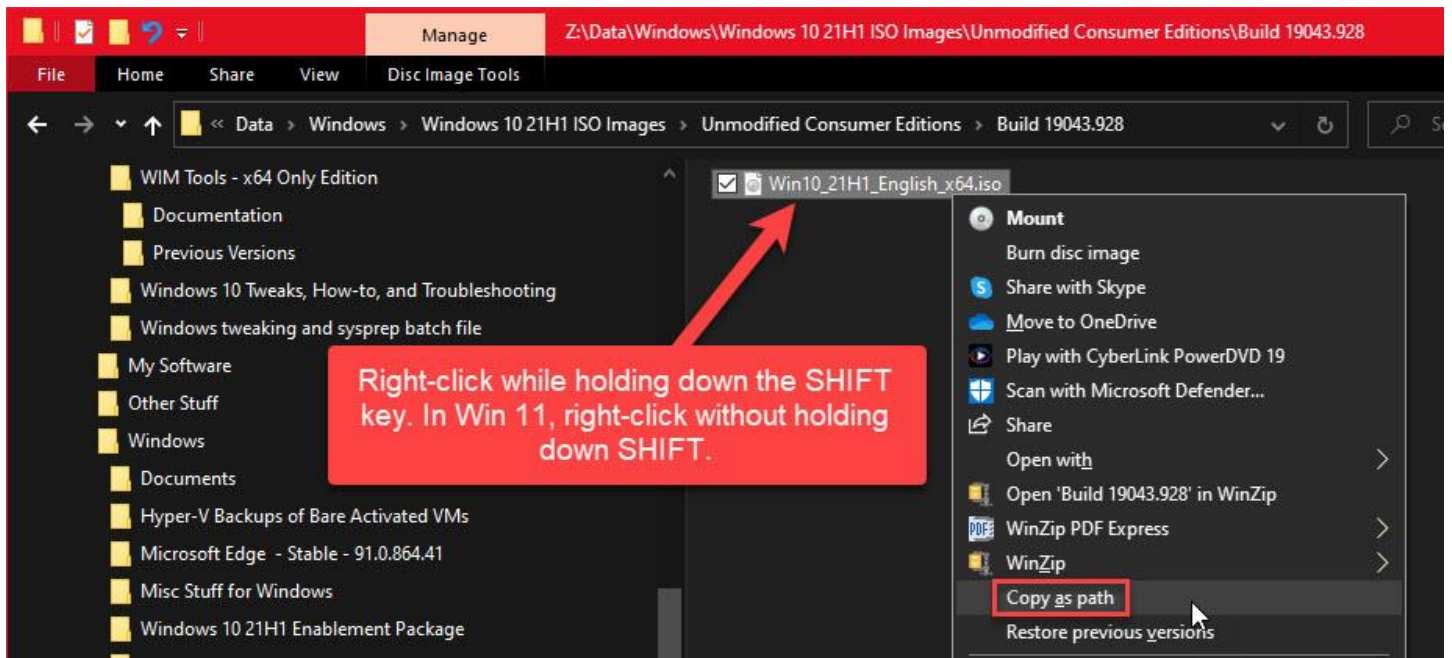 Manage
Z:\Data\Windows\Windows 10 21H1 ISO Images\Unmodified Consumer Editions\Build 19043.928
File Home Share View Disc Image Tools
« Data > Windows > Windows 10 21H1 ISO Images > Unmodified Consumer Editions > Build 19043.928
WIM Tools - x64 Only Edition
Documentation
Previous Versions
Windows 10 Tweaks, How-to, and Troubleshooting
Windows tweaking and sysprep batch file
My Software
Other Stuff
Windows
Documents
Hyper-V Backups of Bare Activated VMs
Microsoft Edge - Stable - 91.0.864.41
Misc Stuff for Windows
Windows 10 21H1 Enablement Package
Win10_21H1_English_x64.iso
Right-click while holding down the SHIFT
key. In Win 11, right-click without holding
down SHIFT.
Mount
Burn disc image
Share with Skype
Move to OneDrive
Play with CyberLink PowerDVD 19
Scan with Microsoft Defender...
Share
Open with
Open 'Build 19043.928' in WinZip
PDF WinZip PDF Express
WinZip
Copy as path
Restore previous versions